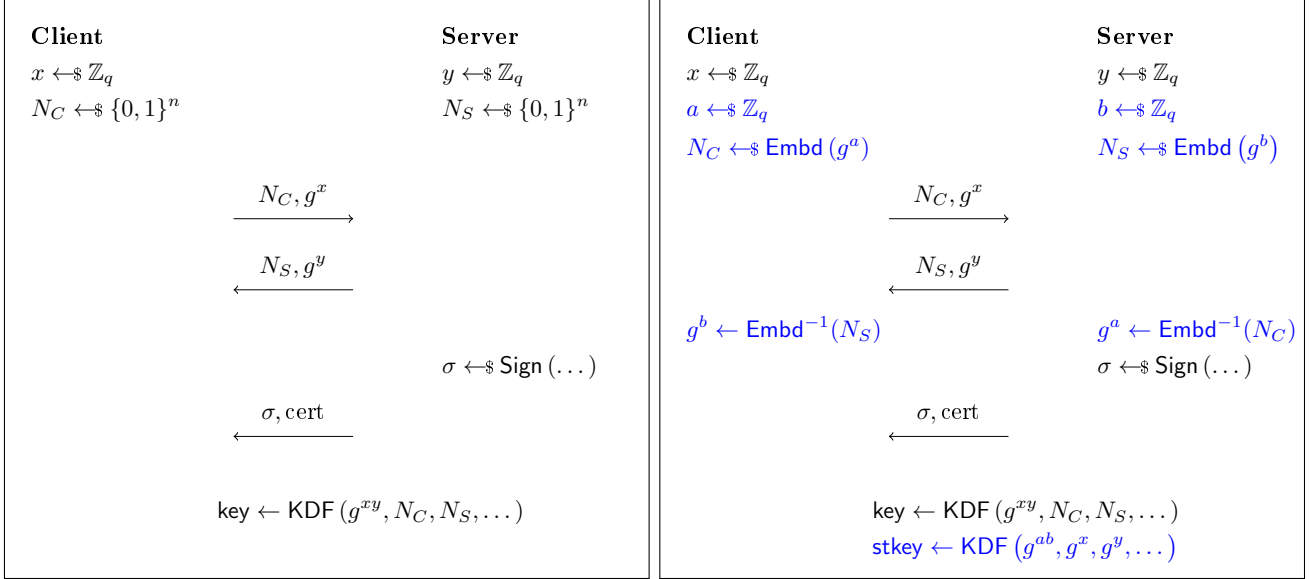 Client Server
x ←$ ℤ_q y ←$ ℤ_q
N_C ←$ {0, 1}^n N_S ←$ {0, 1}^n
N_C, g^x
N_S, g^y
σ ←$ Sign (...)
σ, cert
key ← KDF (g^{xy}, N_C, N_S, ...)
Client Server
x ←$ ℤ_q y ←$ ℤ_q
a ←$ ℤ_q b ←$ ℤ_q
N_C ←$ Embd (g^a) N_S ←$ Embd (g^b)
N_C, g^x
N_S, g^y
g^b ← Embd^{-1}(N_S) g^a ← Embd^{-1}(N_C)
σ ←$ Sign (...)
σ, cert
key ← KDF (g^{xy}, N_C, N_S, ...)
stkey ← KDF (g^{ab}, g^x, g^y, ...)